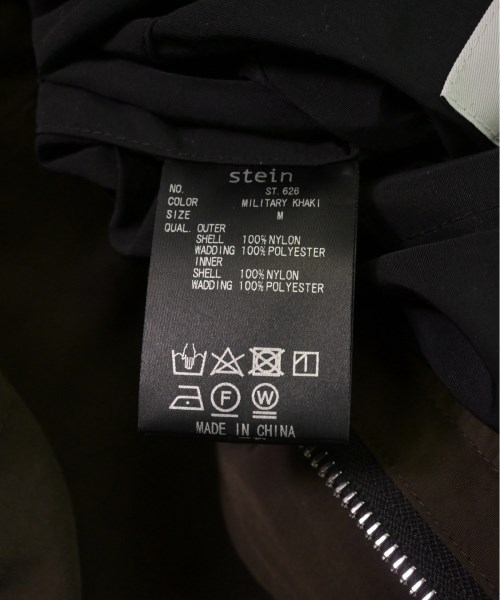 stein
NO. ST.626
COLOR MILITARY KHAKI
SIZE M
QUAL. OUTER
SHELL 100%NYLON
WADDING 100%POLYESTER
INNER
SHELL 100%NYLON
WADDING 100%POLYESTER
F W
MADE IN CHINA